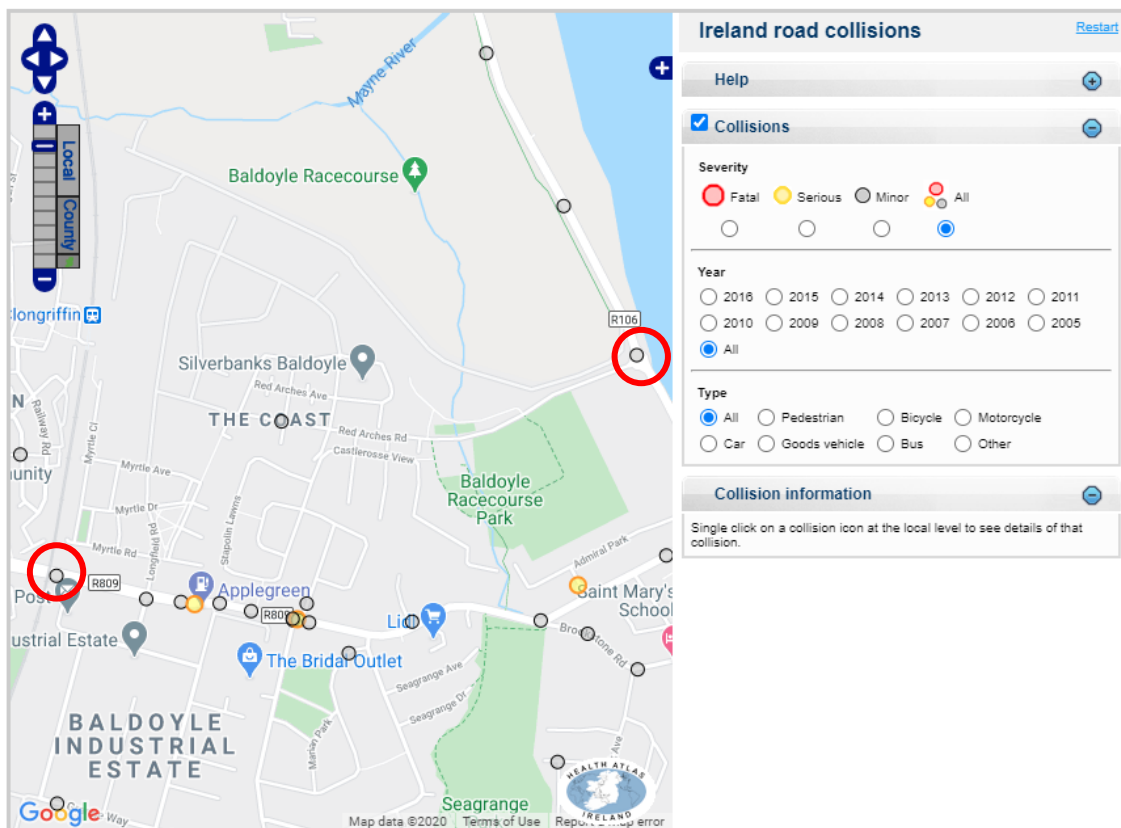 Mayne River
Baldoyle Racecourse
Local
County
longriffin
R106
Silverbanks Baldoyle
Red Arches Ave
THE COAST
Red Arches Rd
Castlerosse View
Railway Rd
Myrtle Cl
Myrtle Ave
Baldoyle
Racecourse
Park
Myrtle Dr
Longfield Rd
Stapolin Lawns
Myrtle Rd
Admiral Park
Post
R809
Applegreen
Saint Mary's
School
R809
Lidl
ustrial Estate
The Bridal Outlet
Seagrange Ave
Seagrange Dr
Marian Park
BALDOYLE
INDUSTRIAL
ESTATE
Seagrange
HEALTH ATLAS
IRELAND
Google
Way
Map data ©2020
Terms of Use
Ireland road collisions
Restart
Help
Collisions
Severity
Fatal Serious Minor All
Year
2016 2015 2014 2013 2012 2011
2010 2009 2008 2007 2006 2005
All
Type
All Pedestrian Bicycle Motorcycle
Car Goods vehicle Bus Other
Collision information
Single click on a collision icon at the local level to see details of that
collision.